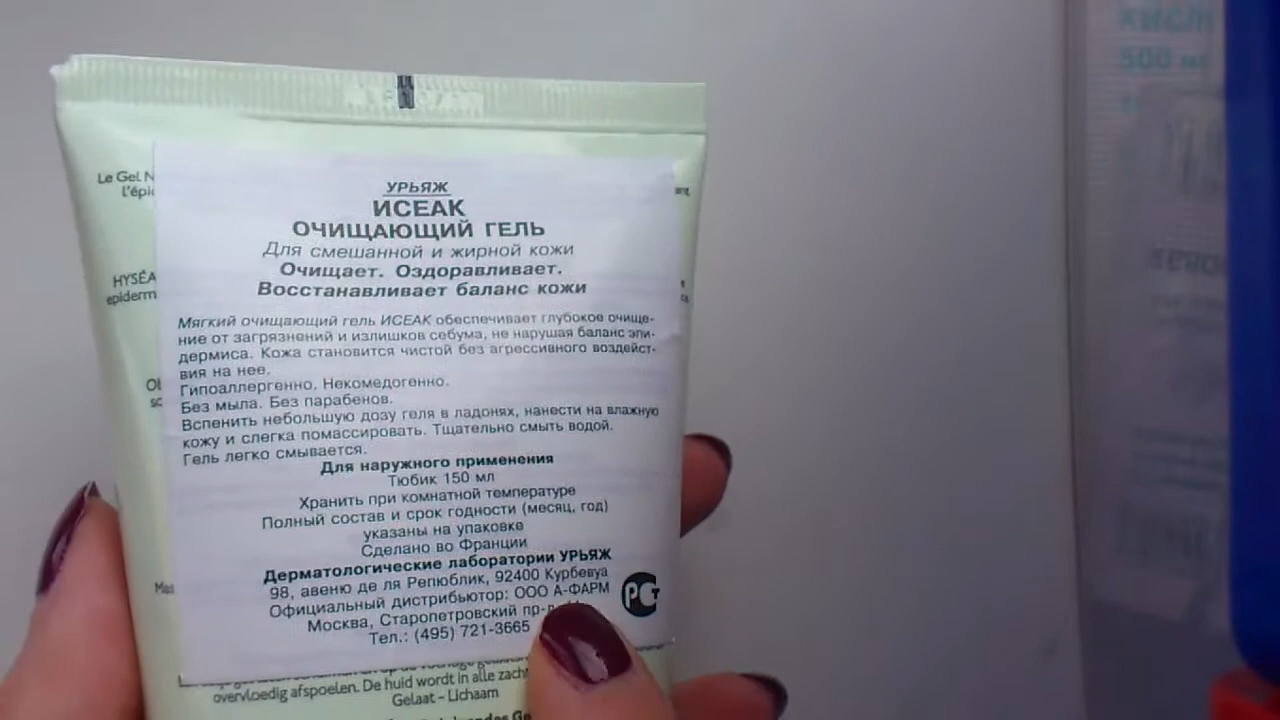 Le Gel N
l'épi
HYSÉA
epiderm
УРЬЯЖ
ИСЕАК
ОЧИЩАЮЩИЙ ГЕЛЬ
Для смешанной и жирной кожи
Очищает. Оздоравливает.
Восстанавливает баланс кожи
Мягкий очищающий гель ИСЕАК обеспечивает глубокое очище-
ние от загрязнений и излишков себума, не нарушая баланс эпи-
дермиса. Кожа становится чистой без агрессивного воздейст-
вия на нее.
Гипоаллергенно. Некомедогенно.
Без мыла. Без парабенов.
Вспенить небольшую дозу геля в ладонях, нанести на влажную
кожу и слегка помассировать. Тщательно смыть водой.
Гель легко смывается.
Для наружного применения
Тюбик 150 мл
Хранить при комнатной температуре
Полный состав и срок годности (месяц, год)
указаны на упаковке
Сделано во Франции
Дерматологические лаборатории УРЬЯЖ
98, авеню де ля Репюблик, 92400 Курбевуа
Официальный дистрибьютор: ООО А-ФАРМ
Москва, Старопетровский пр-д
Тел.: (495) 721-3665
РСТ
overvloedig afspoelen. De huid wordt in alle zach
Gelaat - Lichaam
500 мл